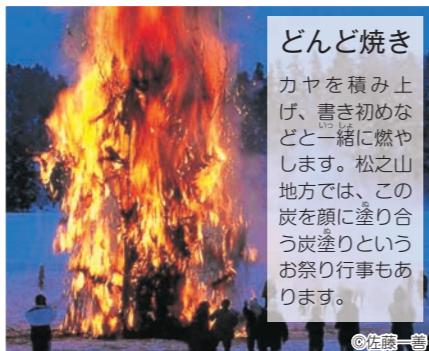 どんど焼き
カヤを積み上
げ、書き初めな
どと一緒に燃や
します。松之山
地方では、この
炭を顔に塗り合
う炭塗りという
お祭り行事もあ
ります。
©佐藤一善